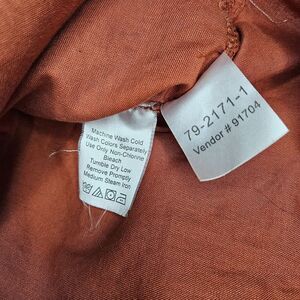 Machine Wash Cold
Wash Colors Separately
Use Only Non-Chlorine
Bleach
Tumble Dry Low
Remove Promptly
Medium Steam Iron
79-2171-1
Vendor # 91704